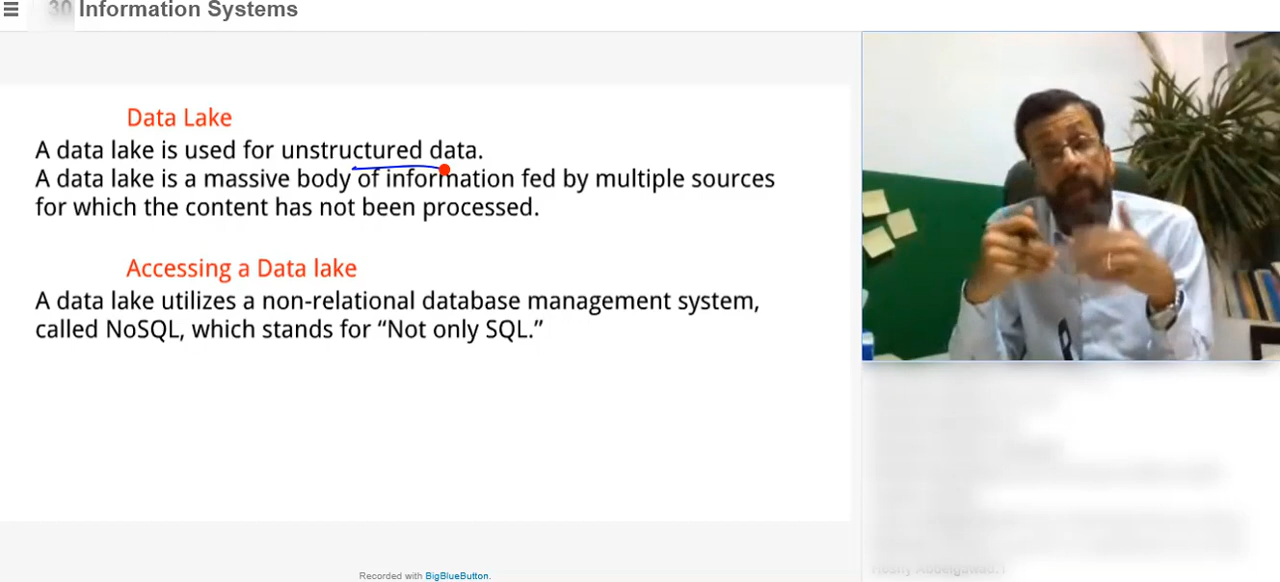 30 Information Systems
Data Lake
A data lake is used for unstructured data.
A data lake is a massive body of information fed by multiple sources
for which the content has not been processed.
Accessing a Data lake
A data lake utilizes a non-relational database management system,
called NoSQL, which stands for “Not only SQL.”
Recorded with BigBlueButton.